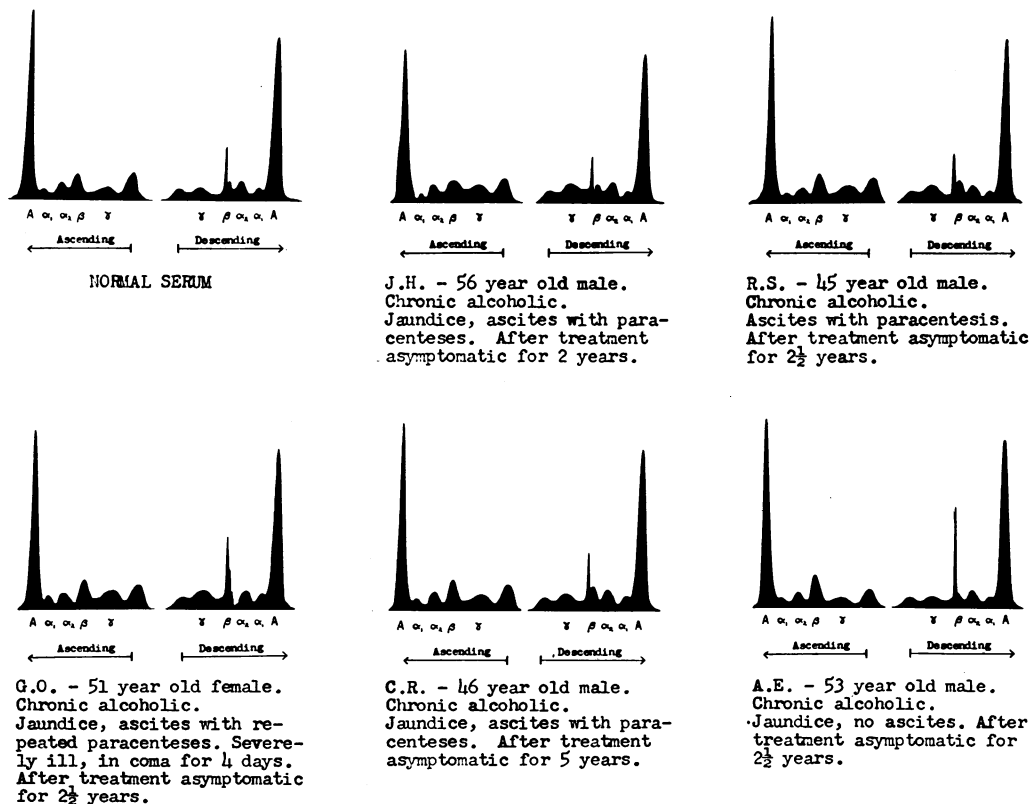 A α₁ α₂ β γ
γ β α₂ α₁ A
Ascending
Descending
NORMAL SERUM
A α₁ α₂ β γ
γ β α₂ α₁ A
Ascending
Descending
J.H. - 56 year old male.
Chronic alcoholic.
Jaundice, ascites with para-
centeses. After treatment
asymptomatic for 2 years.
A α₁ α₂ β γ
γ β α₂ α₁ A
Ascending
Descending
R.S. - 45 year old male.
Chronic alcoholic.
Ascites with paracentesis.
After treatment asymptomatic
for 2½ years.
A α₁ α₂ β γ
γ β α₂ α₁ A
Ascending
Descending
G.O. - 51 year old female.
Chronic alcoholic.
Jaundice, ascites with re-
peated paracenteses. Severe-
ly ill, in coma for 4 days.
After treatment asymptomatic
for 2½ years.
A α₁ α₂ β γ
γ β α₂ α₁ A
Ascending
Descending
C.R. - 46 year old male.
Chronic alcoholic.
Jaundice, ascites with para-
centeses. After treatment
asymptomatic for 5 years.
A α₁ α₂ β γ
γ β α₂ α₁ A
Ascending
Descending
A.E. - 53 year old male.
Chronic alcoholic.
Jaundice, no ascites. After
treatment asymptomatic for
2½ years.